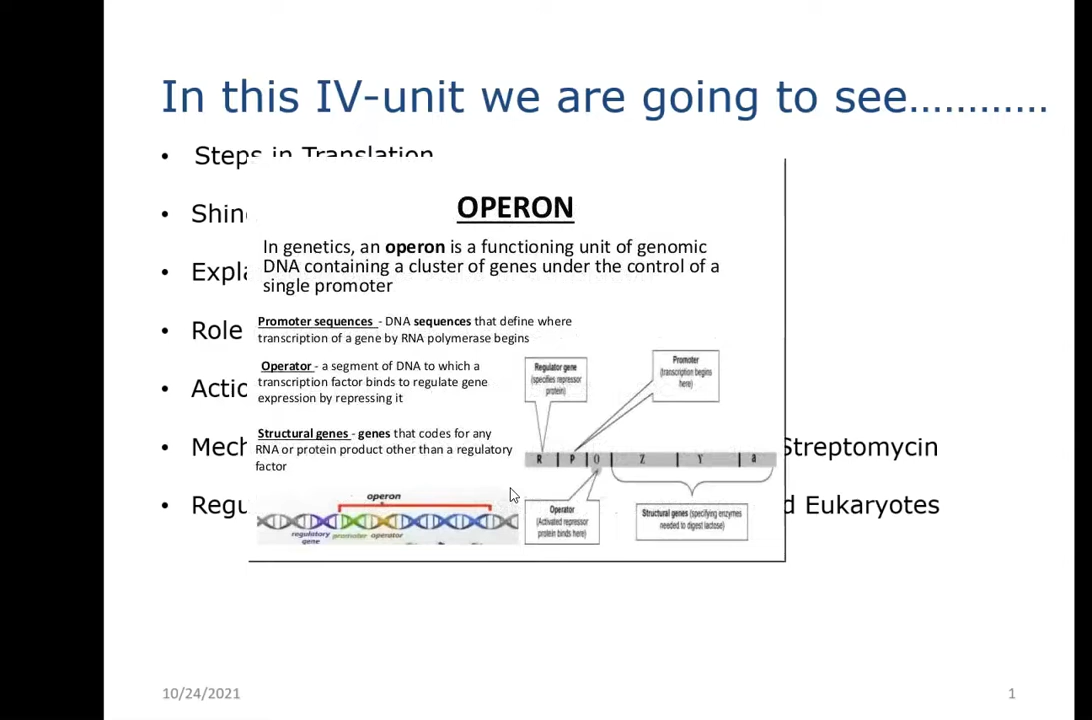 In this IV-unit we are going to see…………
• Steps in Translation
•
•
• Role
•
• Streptomycin
• Eukaryotes
OPERON
In genetics, an operon is a functioning unit of genomic
DNA containing a cluster of genes under the control of a
single promoter
Promoter sequences - DNA sequences that define where
transcription of a gene by RNA polymerase begins
Operator - a segment of DNA to which a
transcription factor binds to regulate gene
expression by repressing it
Structural genes - genes that codes for any
RNA or protein product other than a regulatory
factor
operon
regulatory promoter operator
gene
Regulator gene
(specifies repressor
protein)
Promoter
(transcription begins
here)
R P O Z Y a
Operator
(Activated repressor
protein binds here)
Structural genes (specifying enzymes
needed to digest lactose)
10/24/2021
1